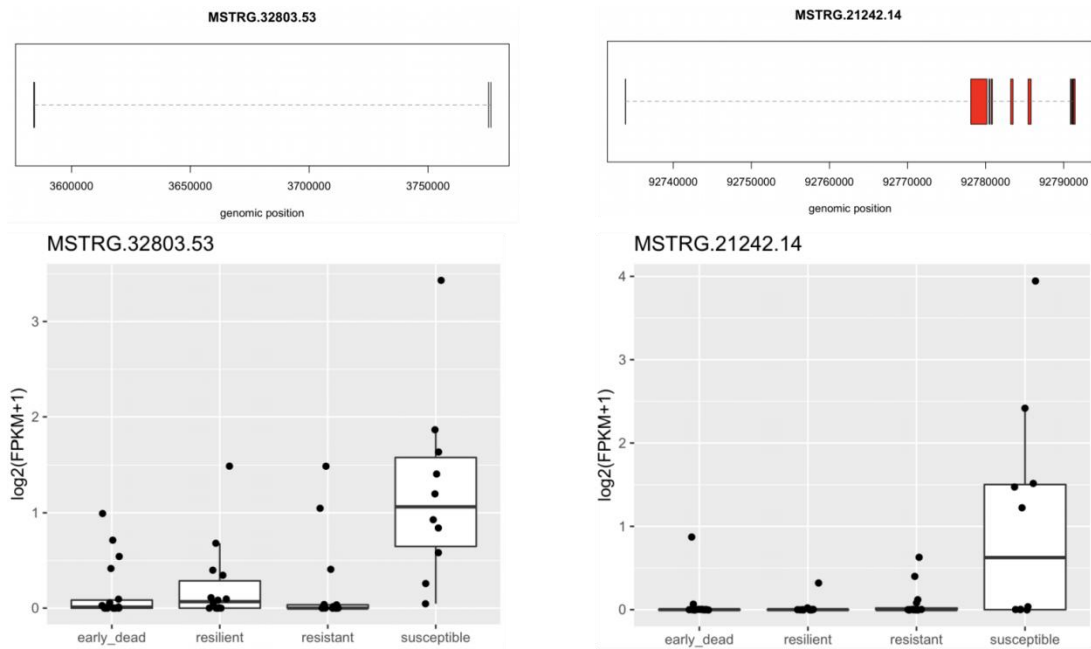 MSTRG.32803.53
3600000 3650000 3700000 3750000
genomic position
MSTRG.32803.53
log2(FPKM+1)
3
2
1
0
early_dead resilient resistant susceptible
MSTRG.21242.14
92740000 92750000 92760000 92770000 92780000 92790000
genomic position
MSTRG.21242.14
log2(FPKM+1)
4
3
2
1
0
early_dead resilient resistant susceptible